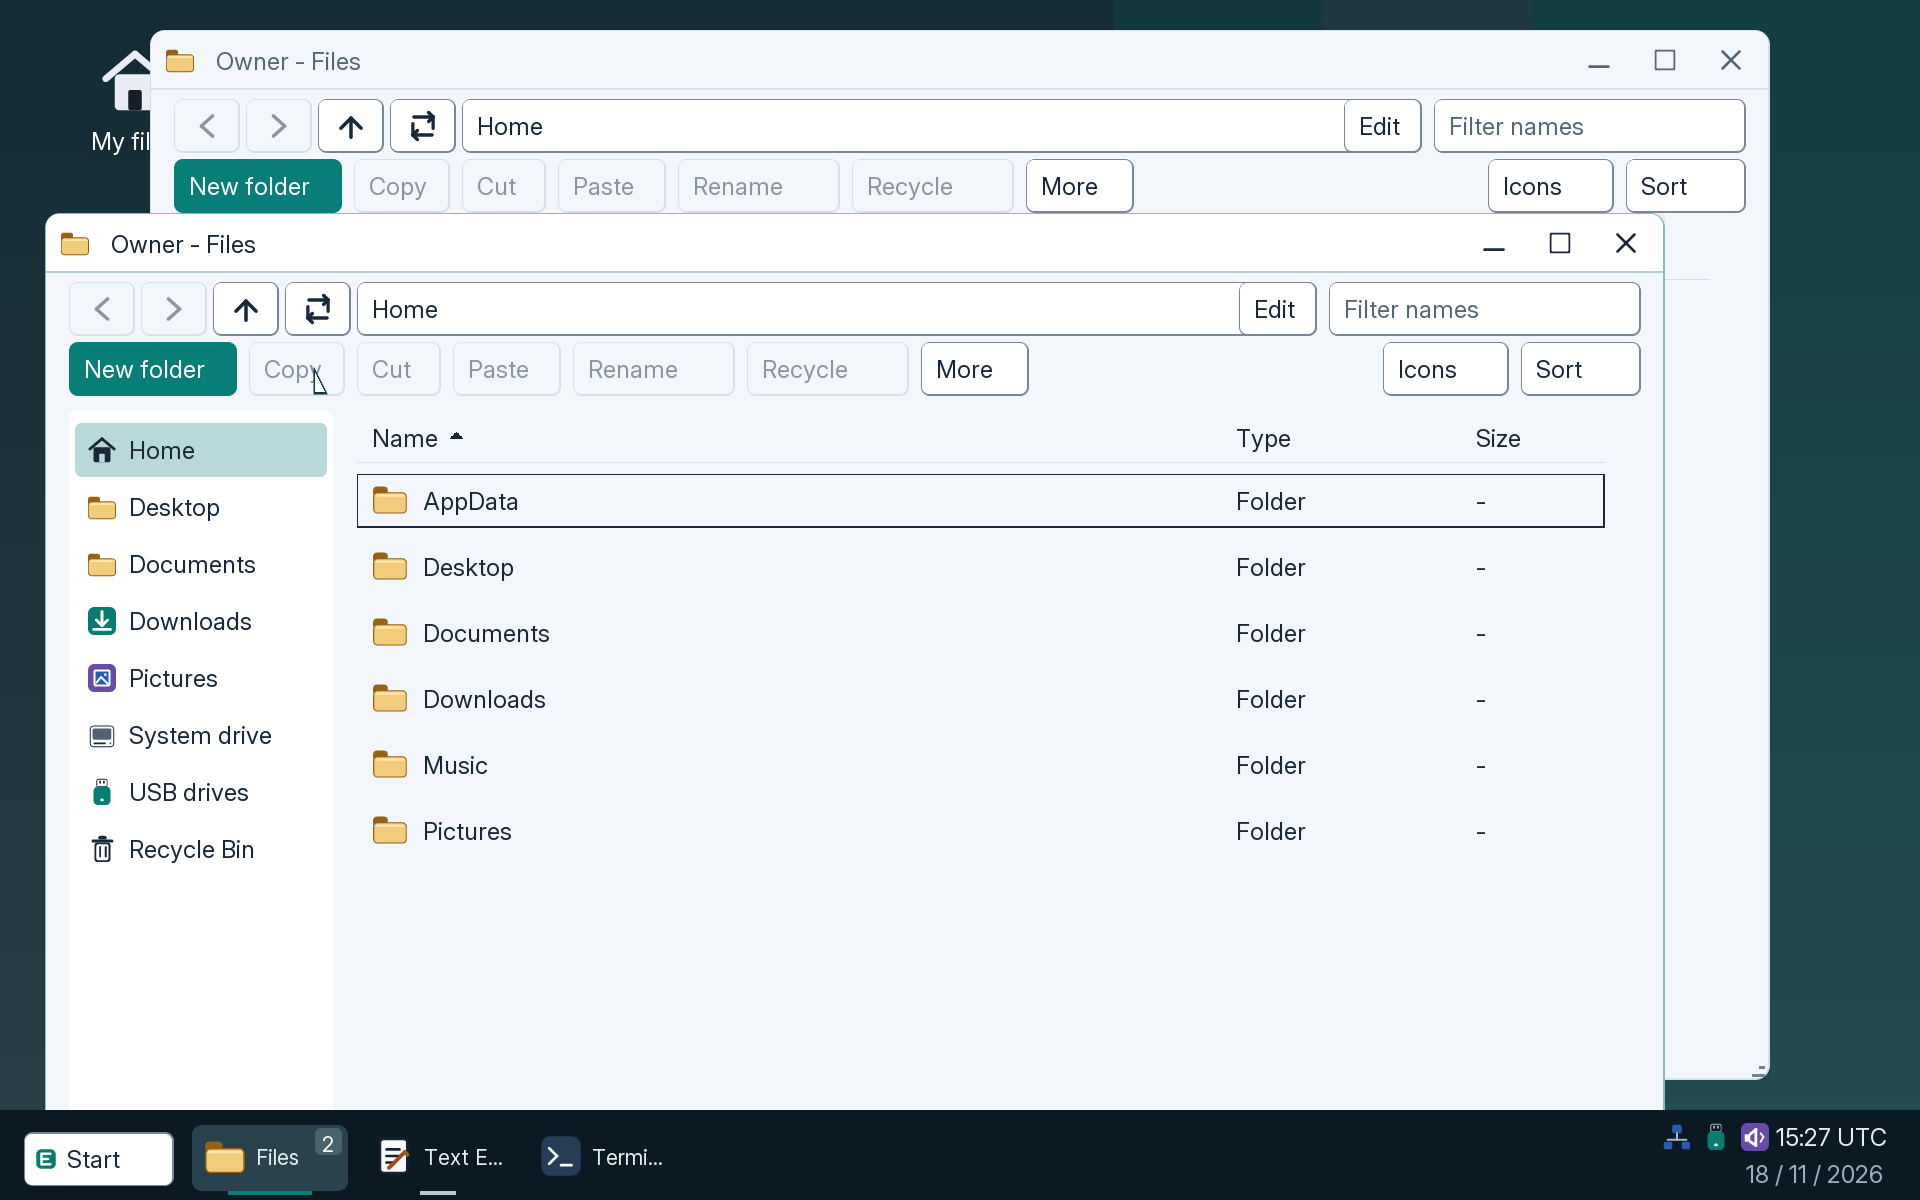 My fil
Owner - Files
Home Edit Filter names
New folder Copy Cut Paste Rename Recycle More Icons Sort
Owner - Files
Home Edit Filter names
New folder Copy Cut Paste Rename Recycle More Icons Sort
Home
Desktop
Documents
Downloads
Pictures
System drive
USB drives
Recycle Bin
Name Type Size
AppData Folder -
Desktop Folder -
Documents Folder -
Downloads Folder -
Music Folder -
Pictures Folder -
E Start Files 2 Text E... Termi... 15:27 UTC
18 / 11 / 2026